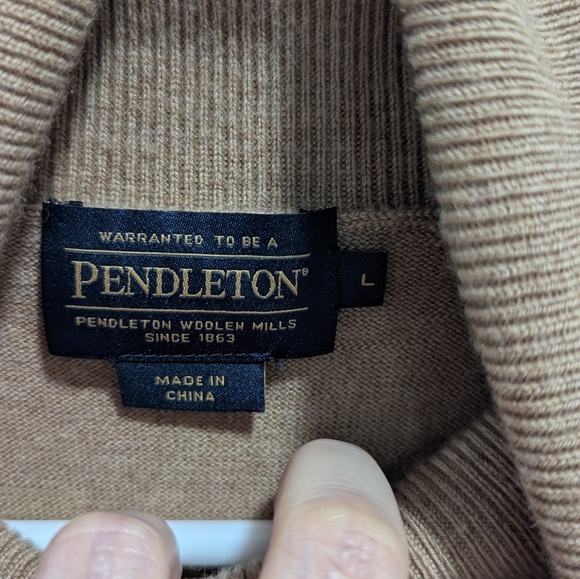 WARRANTED TO BE A
PENDLETON®
PENDLETON WOOLEN MILLS
SINCE 1863
L
MADE IN
CHINA